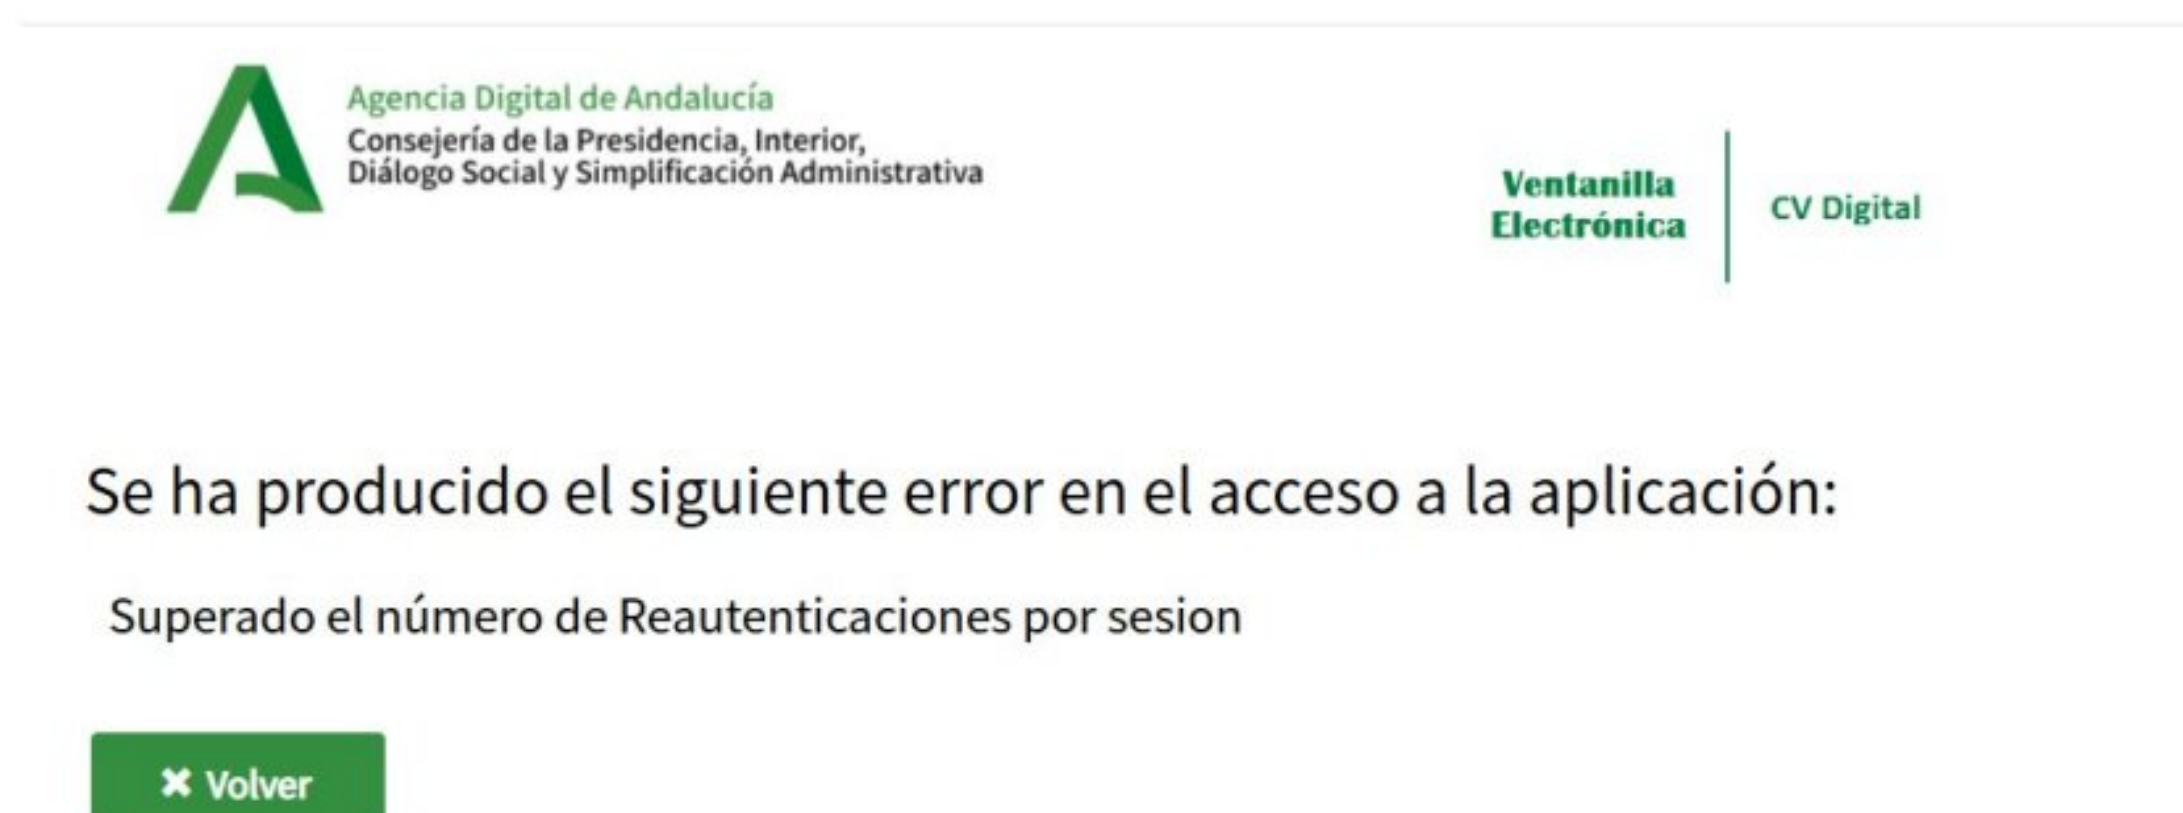 Agencia Digital de Andalucía
Consejería de la Presidencia, Interior,
Diálogo Social y Simplificación Administrativa
Ventanilla
Electrónica
CV Digital
Se ha producido el siguiente error en el acceso a la aplicación:
Superado el número de Reautenticaciones por sesion
✖ Volver